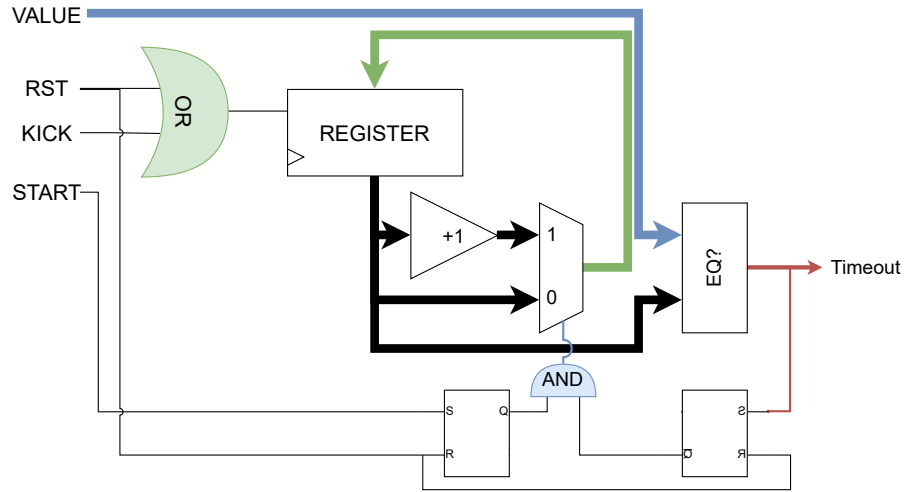 VALUE
RST
OR
KICK
REGISTER
START
+1
1
EQ?
Timeout
0
AND
S
Q
S
R
Q̅
R